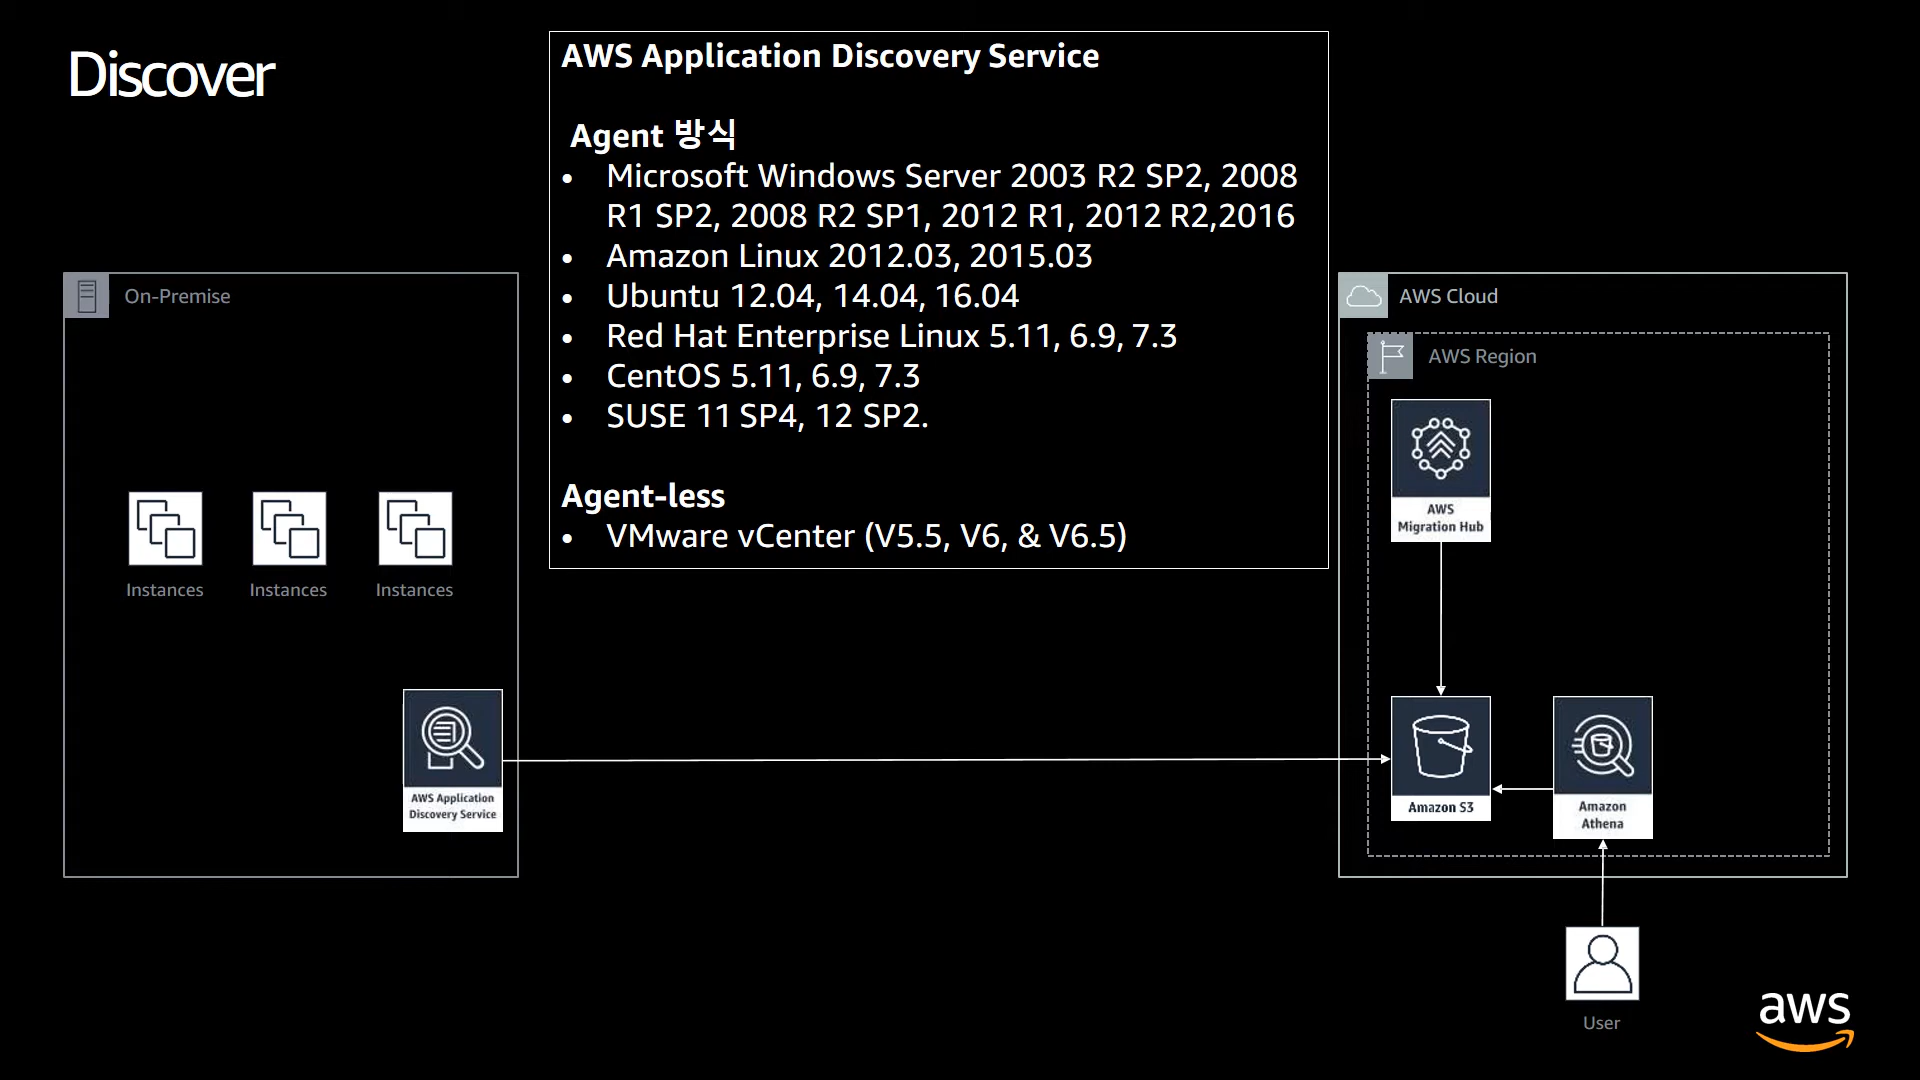 Discover
AWS Application Discovery Service
Agent 방식
• Microsoft Windows Server 2003 R2 SP2, 2008
R1 SP2, 2008 R2 SP1, 2012 R1, 2012 R2,2016
• Amazon Linux 2012.03, 2015.03
• Ubuntu 12.04, 14.04, 16.04
• Red Hat Enterprise Linux 5.11, 6.9, 7.3
• CentOS 5.11, 6.9, 7.3
• SUSE 11 SP4, 12 SP2.
Agent-less
• VMware vCenter (V5.5, V6, & V6.5)
On-Premise
Instances
Instances
Instances
AWS Application
Discovery Service
AWS Cloud
AWS Region
AWS
Migration Hub
Amazon S3
Amazon
Athena
User
aws